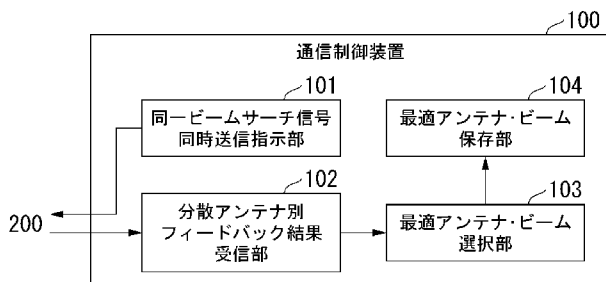 100
通信制御装置
101
同一ビームサーチ信号
同時送信指示部
104
最適アンテナ・ビーム
保存部
102
分散アンテナ別
フィードバック結果
受信部
103
最適アンテナ・ビーム
選択部
200